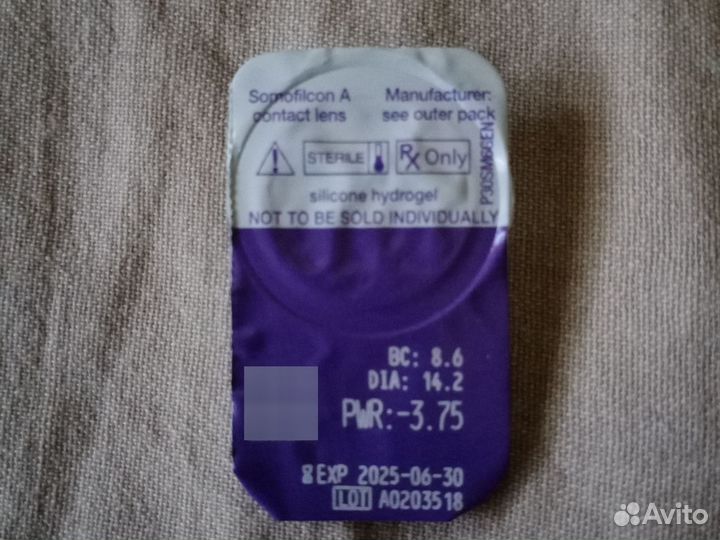 Somofilcon A Manufacturer:
contact lens see outer pack
STERILE Rx Only
silicone hydrogel
NOT TO BE SOLD INDIVIDUALLY
BC: 8.6
DIA: 14.2
PWR:-3.75
EXP 2025-06-30
LOT A0203518
Avito